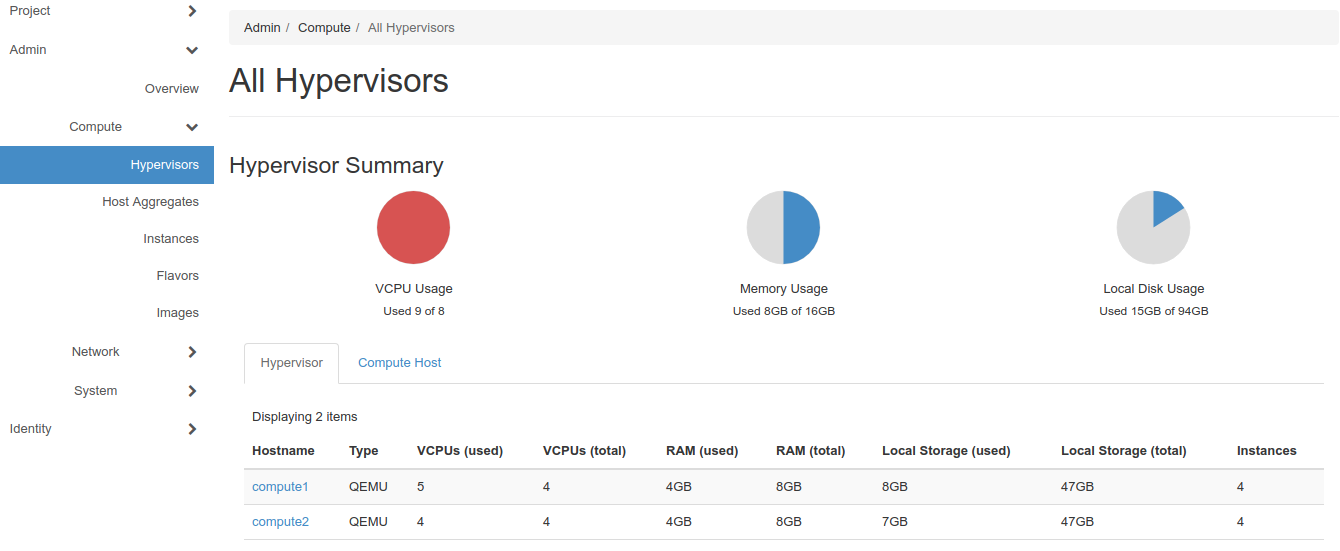 Project
Admin
Overview
Compute
Hypervisors
Host Aggregates
Instances
Flavors
Images
Network
System
Identity
Admin / Compute / All Hypervisors
All Hypervisors
Hypervisor Summary
VCPU Usage
Used 9 of 8
Memory Usage
Used 8GB of 16GB
Local Disk Usage
Used 15GB of 94GB
Hypervisor Compute Host
Displaying 2 items
Hostname Type VCPUs (used) VCPUs (total) RAM (used) RAM (total) Local Storage (used) Local Storage (total) Instances
compute1 QEMU 5 4 4GB 8GB 8GB 47GB 4
compute2 QEMU 4 4 4GB 8GB 7GB 47GB 4